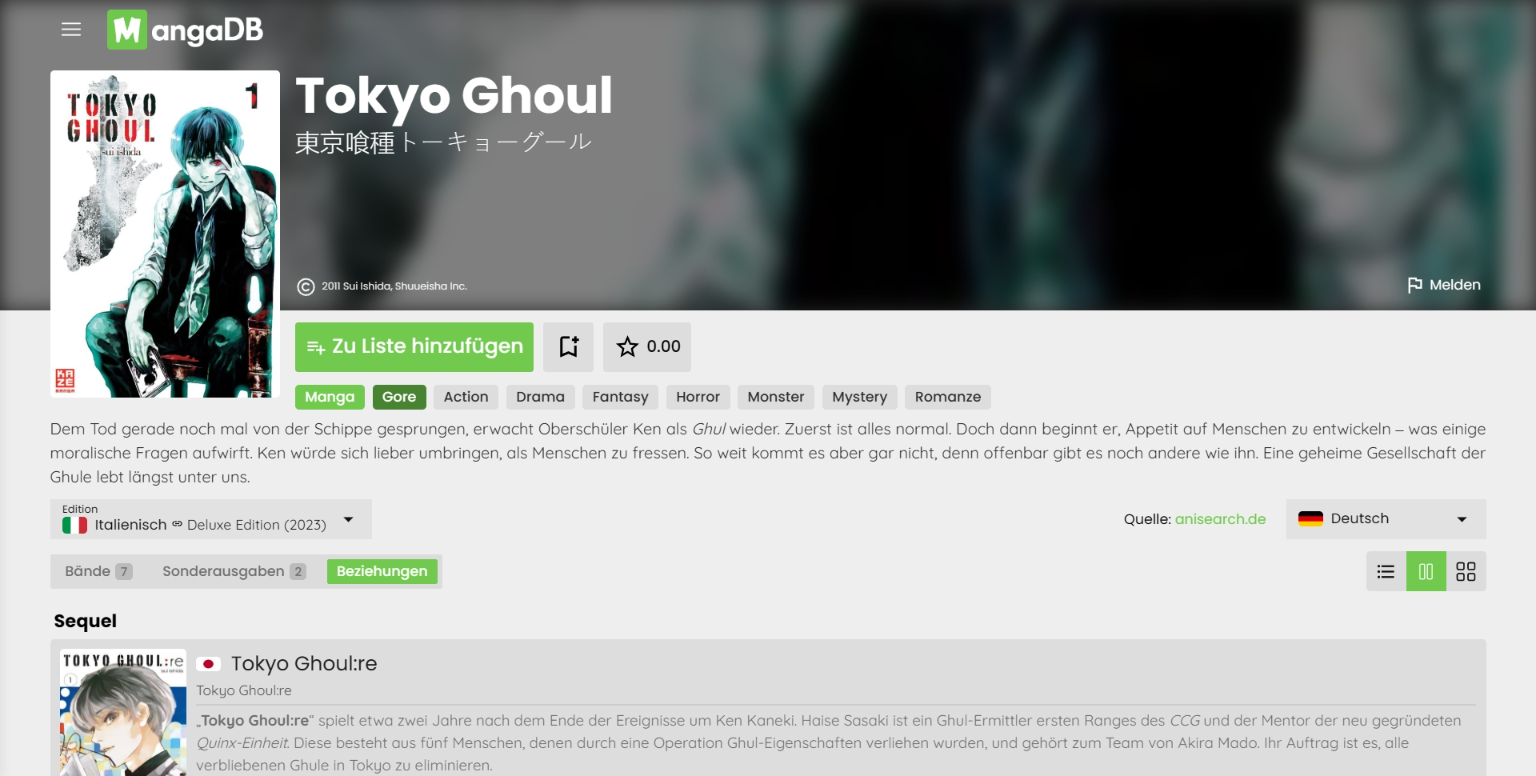 MangaDB
TOKYO
GHOUL
1
sui ishida
KAZÉ
Tokyo Ghoul
東京喰種トーキョーグール
© 2011 Sui Ishida, Shuueisha Inc.
Melden
Zu Liste hinzufügen
0.00
Manga Gore Action Drama Fantasy Horror Monster Mystery Romanze
Dem Tod gerade noch mal von der Schippe gesprungen, erwacht Oberschüler Ken als Ghul wieder. Zuerst ist alles normal. Doch dann beginnt er, Appetit auf Menschen zu entwickeln – was einige
moralische Fragen aufwirft. Ken würde sich lieber umbringen, als Menschen zu fressen. So weit kommt es aber gar nicht, denn offenbar gibt es noch andere wie ihn. Eine geheime Gesellschaft der
Ghule lebt längst unter uns.
Edition
Italienisch Deluxe Edition (2023)
Quelle: anisearch.de
Deutsch
Bände 7 Sonderausgaben 2 Beziehungen
Sequel
TOKYO GHOUL:re
sui ishida
1
Tokyo Ghoul:re
Tokyo Ghoul:re
„Tokyo Ghoul:re“ spielt etwa zwei Jahre nach dem Ende der Ereignisse um Ken Kaneki. Haise Sasaki ist ein Ghul-Ermittler ersten Ranges des CCG und der Mentor der neu gegründeten
Quinx-Einheit. Diese besteht aus fünf Menschen, denen durch eine Operation Ghul-Eigenschaften verliehen wurden, und gehört zum Team von Akira Mado. Ihr Auftrag ist es, alle
verbliebenen Ghule in Tokyo zu eliminieren.